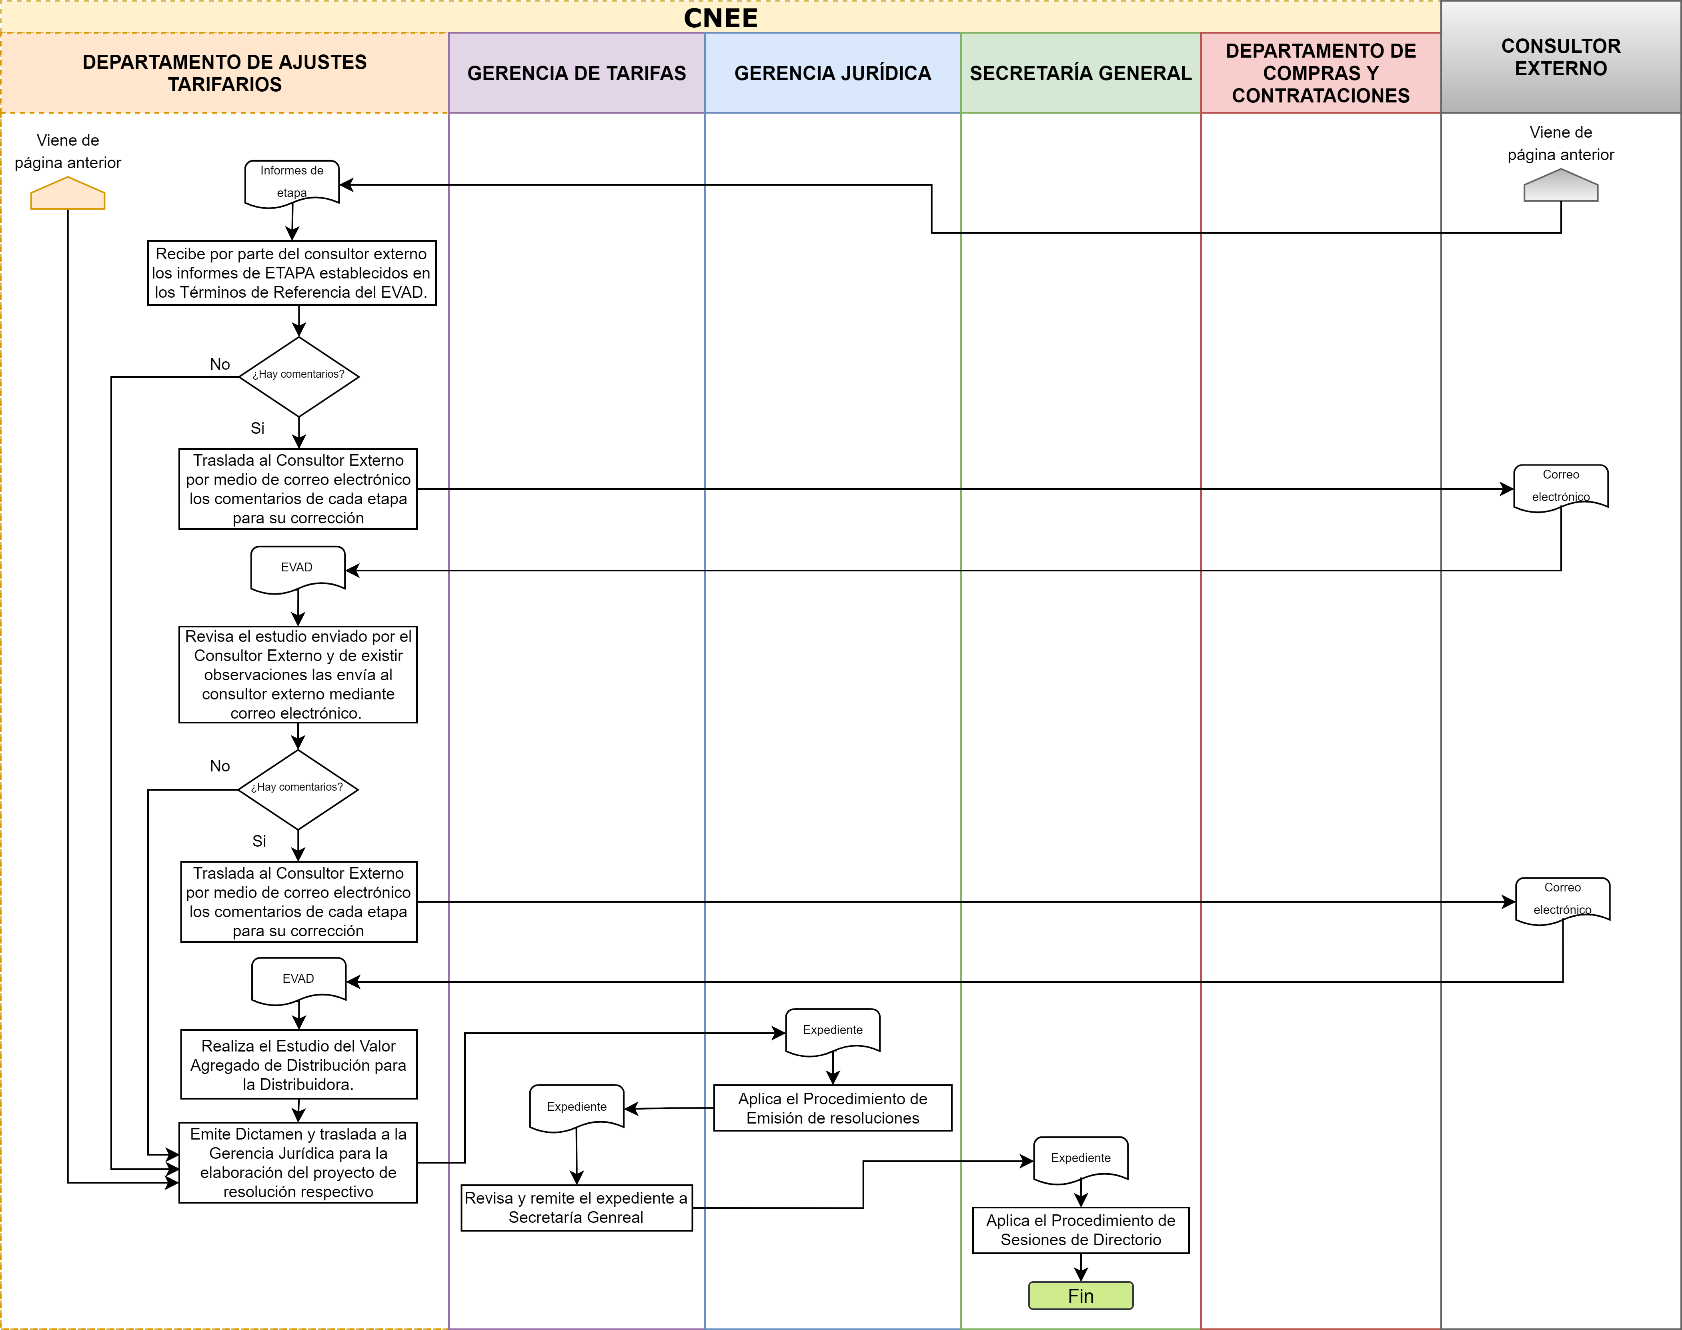 CNEE
DEPARTAMENTO DE AJUSTES
TARIFARIOS
GERENCIA DE TARIFAS
GERENCIA JURÍDICA
SECRETARÍA GENERAL
DEPARTAMENTO DE
COMPRAS Y
CONTRATACIONES
CONSULTOR
EXTERNO
Viene de
página anterior
Viene de
página anterior
Informes de
etapa
Recibe por parte del consultor externo
los informes de ETAPA establecidos en
los Términos de Referencia del EVAD.
No
¿Hay comentarios?
Si
Traslada al Consultor Externo
por medio de correo electrónico
los comentarios de cada etapa
para su corrección
Correo
electrónico
EVAD
Revisa el estudio enviado por el
Consultor Externo y de existir
observaciones las envía al
consultor externo mediante
correo electrónico.
No
¿Hay comentarios?
Si
Traslada al Consultor Externo
por medio de correo electrónico
los comentarios de cada etapa
para su corrección
Correo
electrónico
EVAD
Realiza el Estudio del Valor
Agregado de Distribución para
la Distribuidora.
Emite Dictamen y traslada a la
Gerencia Jurídica para la
elaboración del proyecto de
resolución respectivo
Expediente
Aplica el Procedimiento de
Emisión de resoluciones
Expediente
Revisa y remite el expediente a
Secretaría Genreal
Expediente
Aplica el Procedimiento de
Sesiones de Directorio
Fin